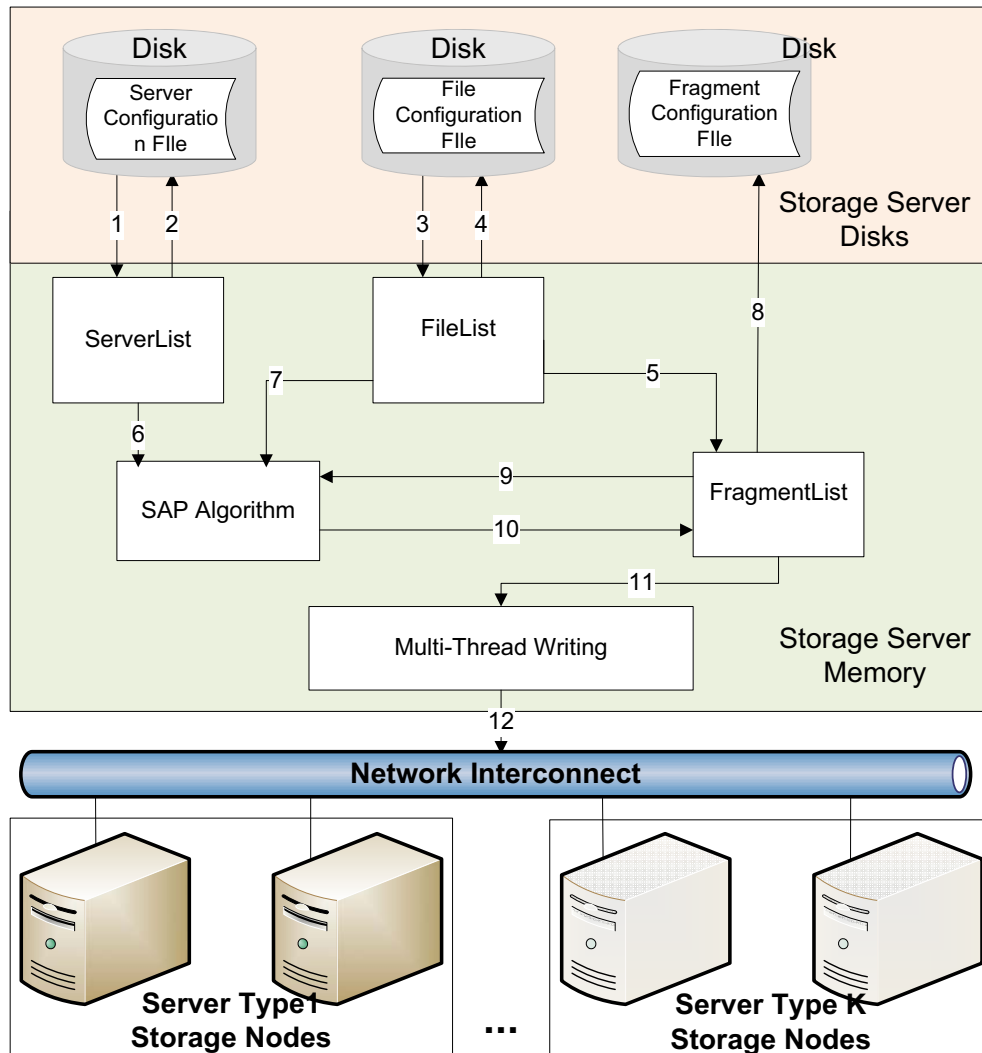 Disk
Disk
Disk
Server
Configuratio
n FIle
File
Configuration
FIle
Fragment
Configuration
FIle
1
2
3
4
Storage Server
Disks
8
ServerList
FileList
7
5
6
SAP Algorithm
9
10
FragmentList
11
Multi-Thread Writing
Storage Server
Memory
12
Network Interconnect
Server Type1
Storage Nodes
...
Server Type K
Storage Nodes